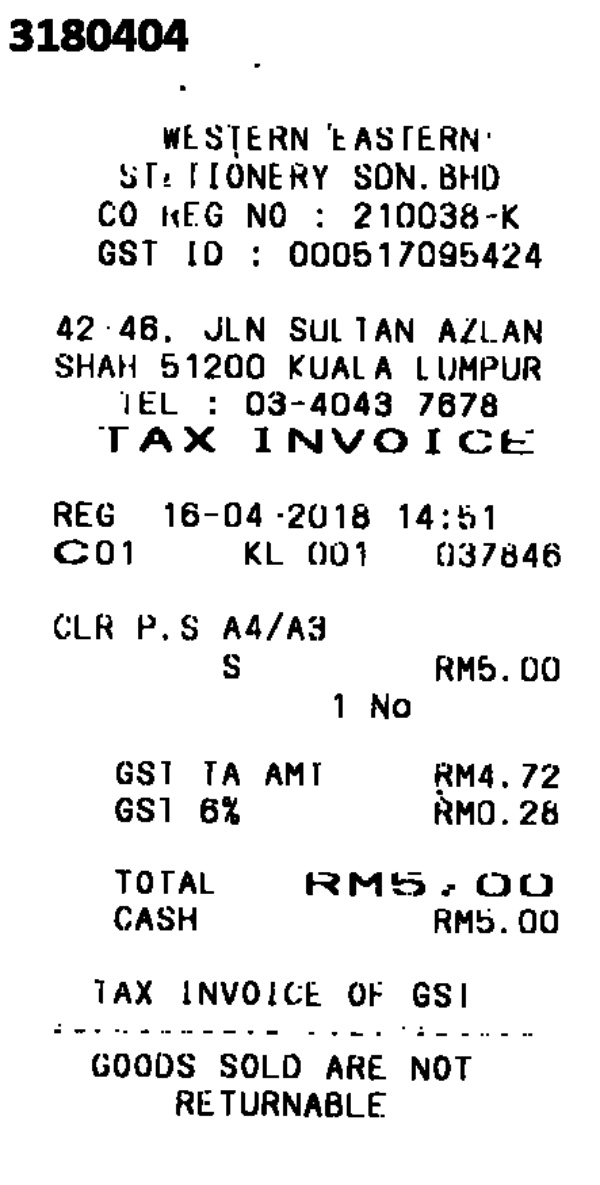 3180404
WESTERN EASTERN
STATIONERY SDN.BHD
CO REG NO : 210038-K
GST ID : 000517095424
42-46, JLN SULTAN AZLAN
SHAH 51200 KUALA LUMPUR
TEL : 03-4043 7678
TAX INVOICE
REG 16-04-2018 14:51
C01 KL 001 037846
CLR P.S A4/A3
S RM5.00
1 No
GST TA AMT RM4.72
GST 6% RM0.28
TOTAL RM5.00
CASH RM5.00
TAX INVOICE OF GST
GOODS SOLD ARE NOT
RETURNABLE